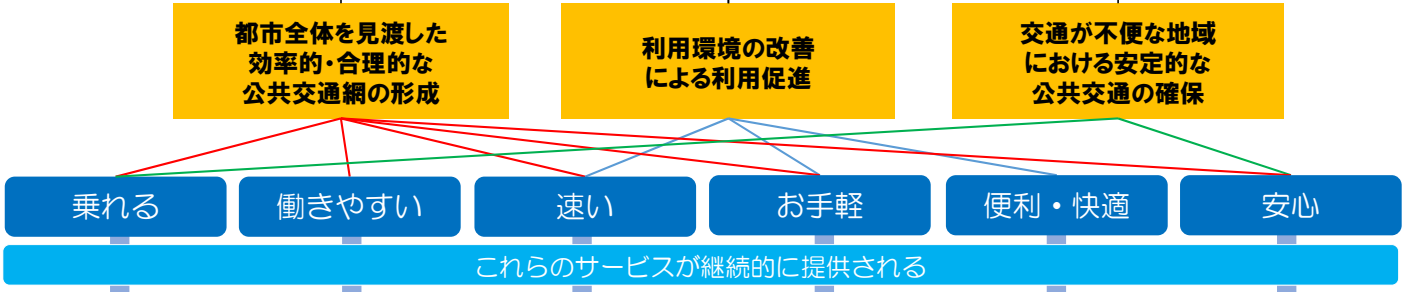 都市全体を見渡した
効率的・合理的な
公共交通網の形成
利用環境の改善
による利用促進
交通が不便な地域
における安定的な
公共交通の確保
乗れる
働きやすい
速い
お手軽
便利・快適
安心
これらのサービスが継続的に提供される